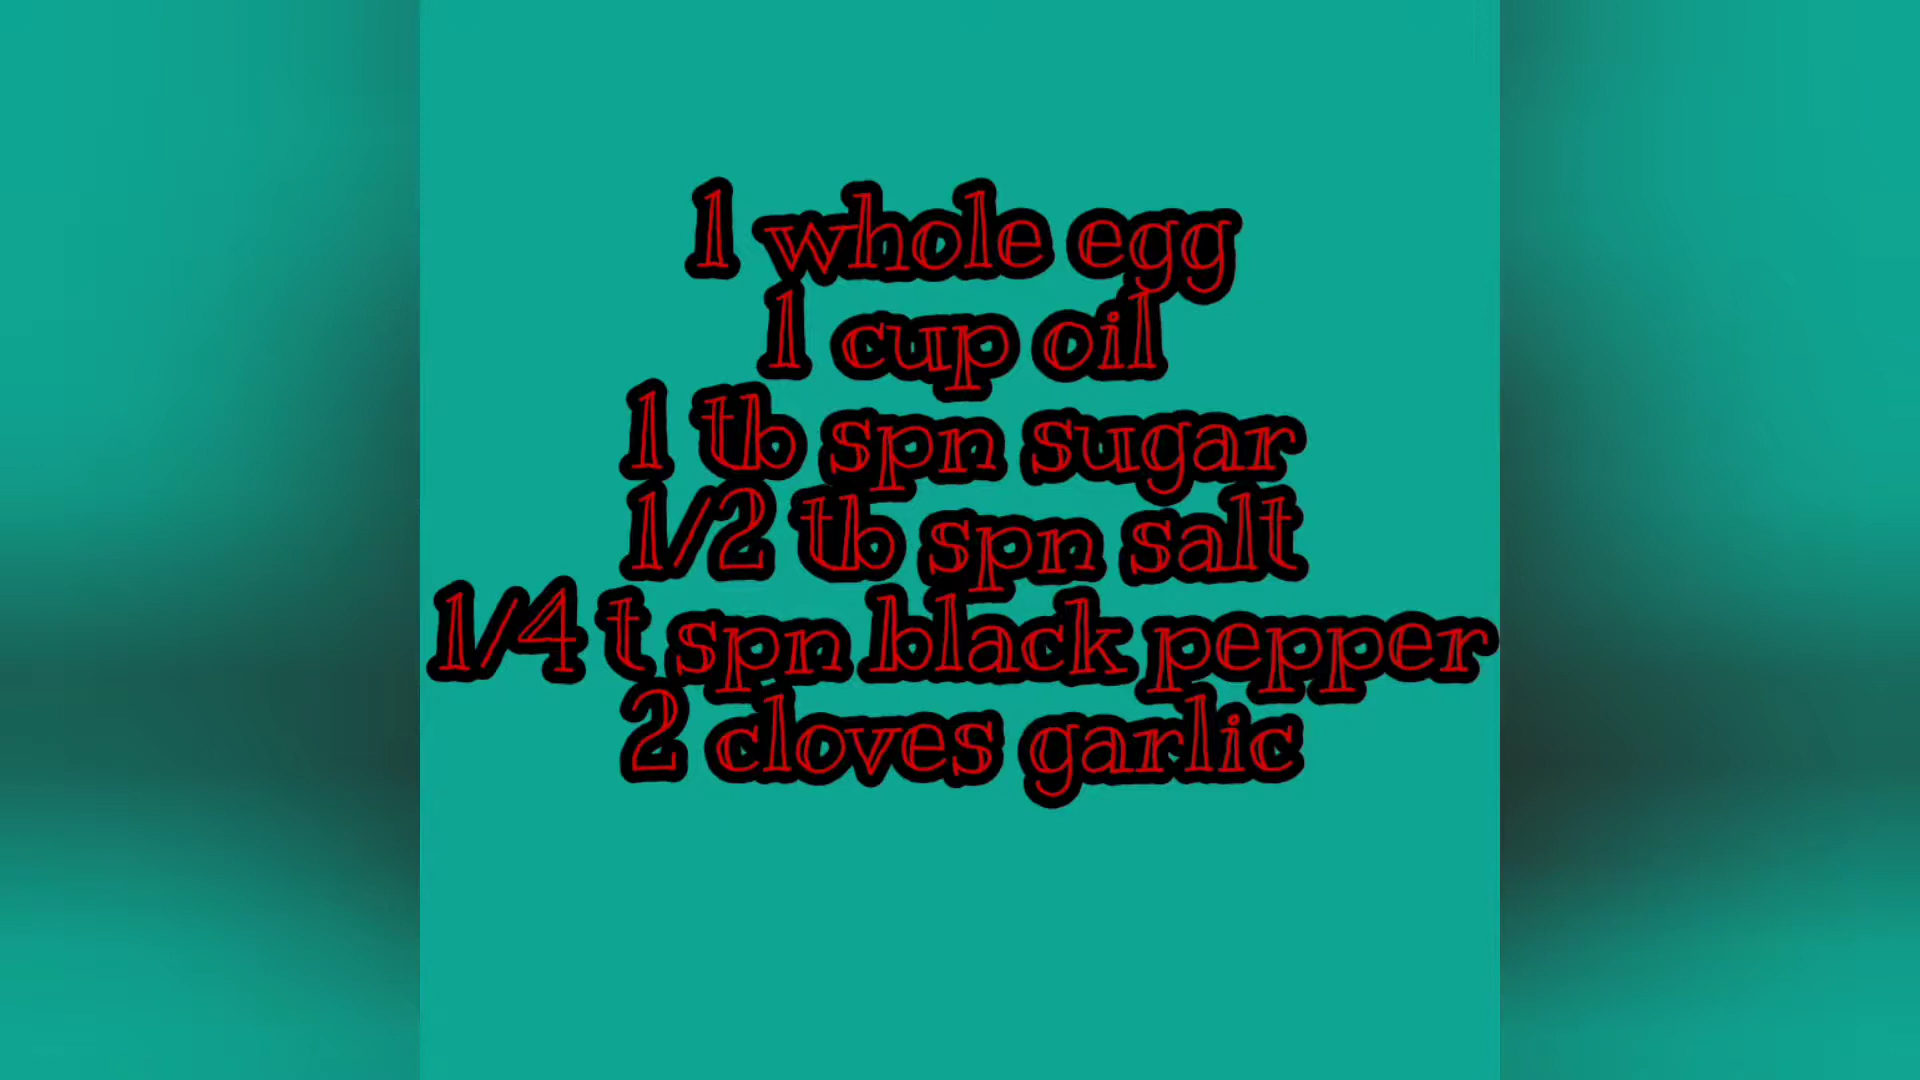 1 whole egg
1 cup oil
1 tb spn sugar
1/2 tb spn salt
1/4 t spn black pepper
2 cloves garlic